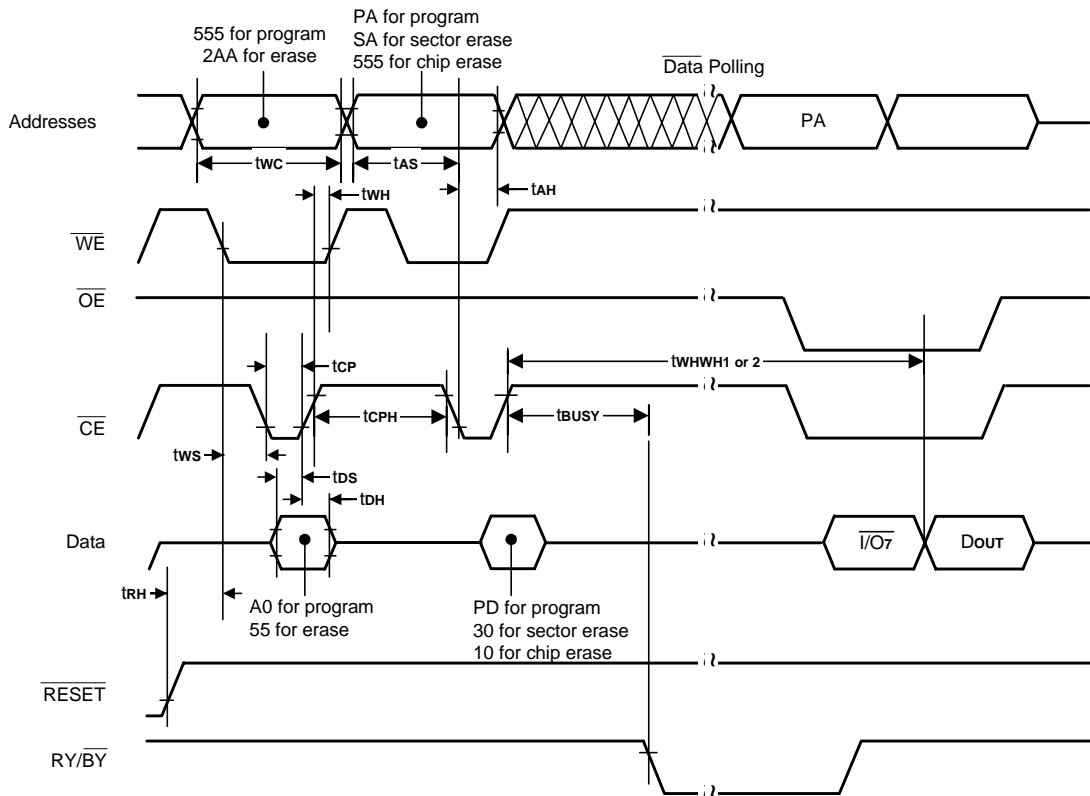 555 for program
2AA for erase
PA for program
SA for sector erase
555 for chip erase
Data Polling
Addresses
PA
tWC
tAS
tAH
tWH
WE
OE
tCP
tWHWH1 or 2
CE
tCPH
tBUSY
tWS
tDS
tDH
Data
I/O7
DOUT
tRH
A0 for program
55 for erase
PD for program
30 for sector erase
10 for chip erase
RESET
RY/BY